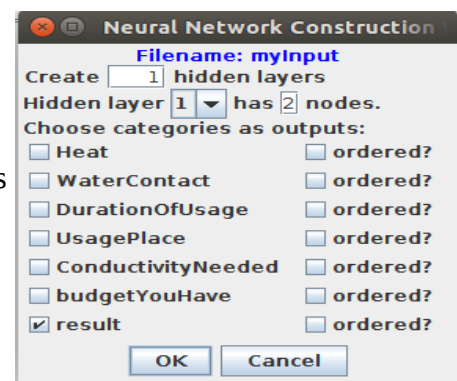 Neural Network Construction
Filename: myInput
Create 1 hidden layers
Hidden layer 1 has 2 nodes.
Choose categories as outputs:
Heat ordered?
s WaterContact ordered?
DurationOfUsage ordered?
UsagePlace ordered?
ConductivityNeeded ordered?
budgetYouHave ordered?
result ordered?
OK Cancel